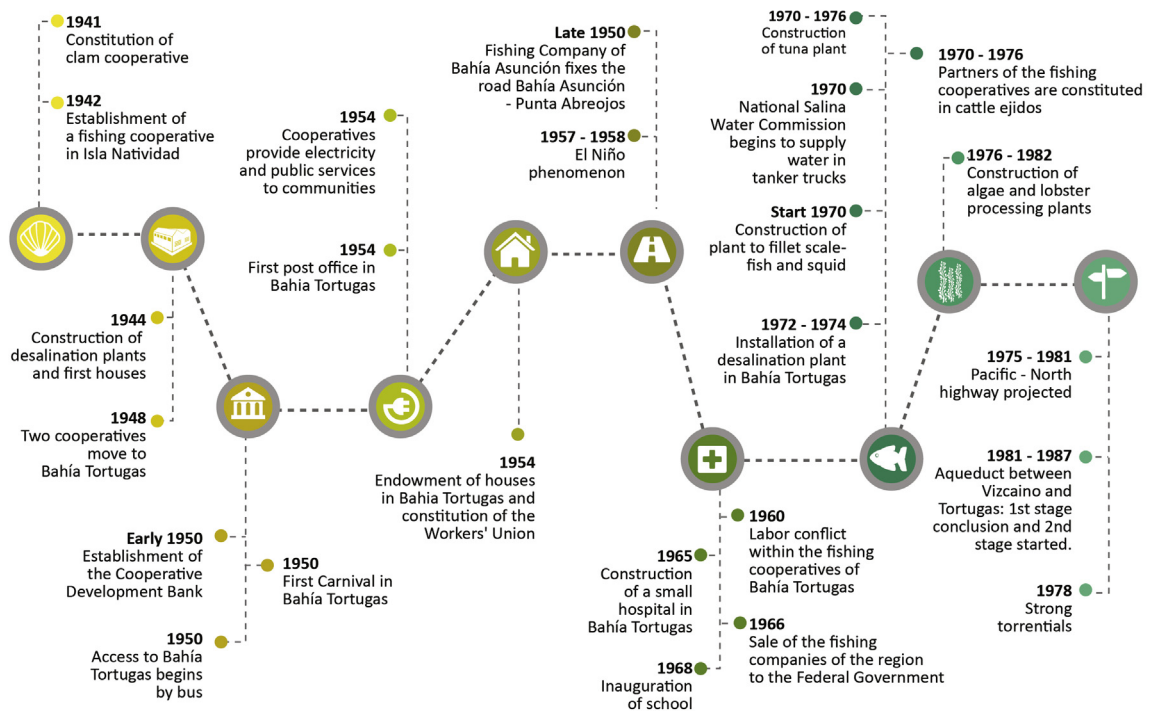 1941
Constitution of
clam cooperative
1942
Establishment of
a fishing cooperative
in Isla Natividad
1944
Construction of
desalination plants
and first houses
1948
Two cooperatives
move to
Bahía Tortugas
Early 1950
Establishment of
the Cooperative
Development Bank
1950
First Carnival in
Bahía Tortugas
1950
Access to Bahía
Tortugas begins
by bus
1954
Cooperatives
provide electricity
and public services
to communities
1954
First post office in
Bahia Tortugas
1954
Endowment of houses
in Bahia Tortugas and
constitution of the
Workers' Union
Late 1950
Fishing Company of
Bahía Asunción fixes the
road Bahía Asunción
- Punta Abreojos
1957 - 1958
El Niño
phenomenon
1960
Labor conflict
within the fishing
cooperatives of
Bahía Tortugas
1965
Construction
of a small
hospital in
Bahía Tortugas
1966
Sale of the fishing
companies of the region
to the Federal Government
1968
Inauguration
of school
1970 - 1976
Construction
of tuna plant
1970 - 1976
Partners of the fishing
cooperatives are constituted
in cattle ejidos
1970
National Salina
Water Commission
begins to supply
water in
tanker trucks
Start 1970
Construction of
plant to fillet scale-
fish and squid
1972 - 1974
Installation of a
desalination plant
in Bahía Tortugas
1976 - 1982
Construction of
algae and lobster
processing plants
1975 - 1981
Pacific - North
highway projected
1981 - 1987
Aqueduct between
Vizcaino and
Tortugas: 1st stage
conclusion and 2nd
stage started.
1978
Strong
torrentials